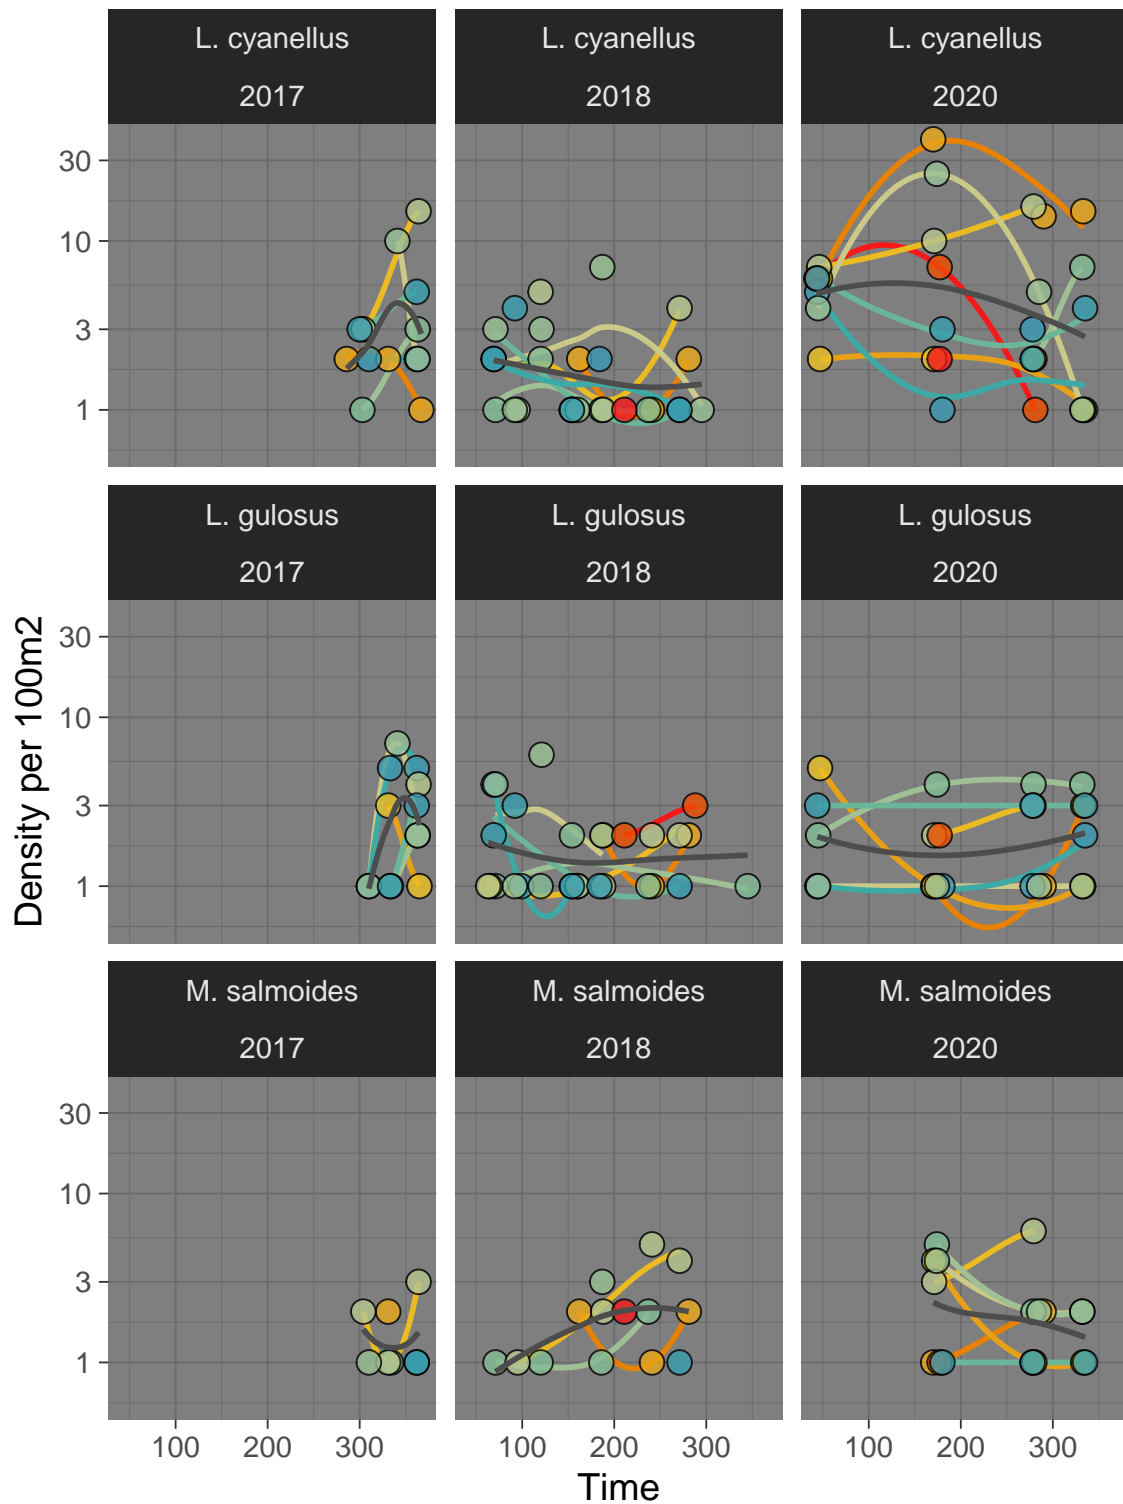 L. cyanellus
2017
L. cyanellus
2018
L. cyanellus
2020
30
10
3
1
L. gulosus
2017
L. gulosus
2018
L. gulosus
2020
30
10
3
1
M. salmoides
2017
M. salmoides
2018
M. salmoides
2020
30
10
3
1
100 200 300
100 200 300
100 200 300
Time
Density per 100m2